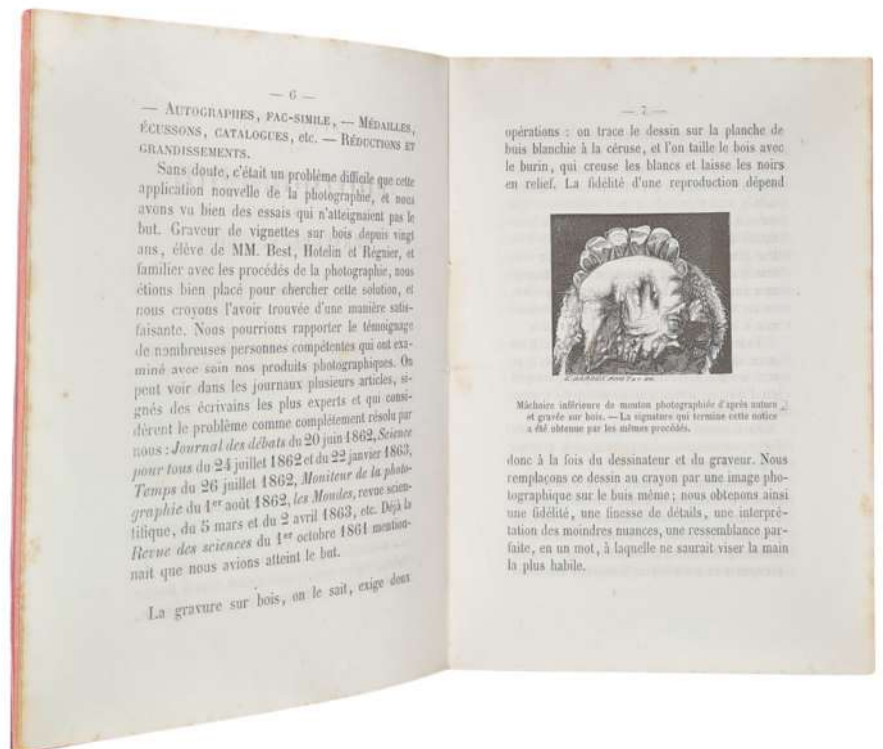 — 6 —
— AUTOGRAPHES, FAC-SIMILE, — MÉDAILLES,
ÉCUSSONS, CATALOGUES, etc. — RÉDUCTIONS ET
GRANDISSEMENTS.
Sans doute, c'était un problème difficile que cette
application nouvelle de la photographie, et nous
avons vu bien des essais qui n'atteignaient pas le
but. Graveur de vignettes sur bois depuis vingt
ans, élève de MM. Best, Hotelin et Régnier, et
familier avec les procédés de la photographie, nous
étions bien placé pour chercher cette solution, et
nous croyons l'avoir trouvée d'une manière satis-
faisante. Nous pourrions rapporter le témoignage
de nombreuses personnes compétentes qui ont exa-
miné avec soin nos produits photographiques. On
peut voir dans les journaux plusieurs articles, si-
gnés des écrivains les plus experts et qui consi-
dèrent le problème comme complétement résolu par
nous : Journal des débats du 20 juin 1862, Science
pour tous du 24 juillet 1862 et du 22 janvier 1863,
Temps du 26 juillet 1862, Moniteur de la photo-
graphie du 1er août 1862, les Mondes, revue scien-
tifique, du 5 mars et du 2 avril 1863, etc. Déjà la
Revue des sciences du 1er octobre 1861 mention-
nait que nous avions atteint le but.
La gravure sur bois, on le sait, exige deux
— 7 —
opérations : on trace le dessin sur la planche de
buis blanchie à la céruse, et l'on taille le bois avec
le burin, qui creuse les blancs et laisse les noirs
en relief. La fidélité d'une reproduction dépend
Mâchoire inférieure de mouton photographiée d'après nature
et gravée sur bois. — La signature qui termine cette notice
a été obtenue par les mêmes procédés.
donc à la fois du dessinateur et du graveur. Nous
remplaçons ce dessin au crayon par une image pho-
tographique sur le buis même ; nous obtenons ainsi
une fidélité, une finesse de détails, une interpré-
tation des moindres nuances, une ressemblance par-
faite, en un mot, à laquelle ne saurait viser la main
la plus habile.